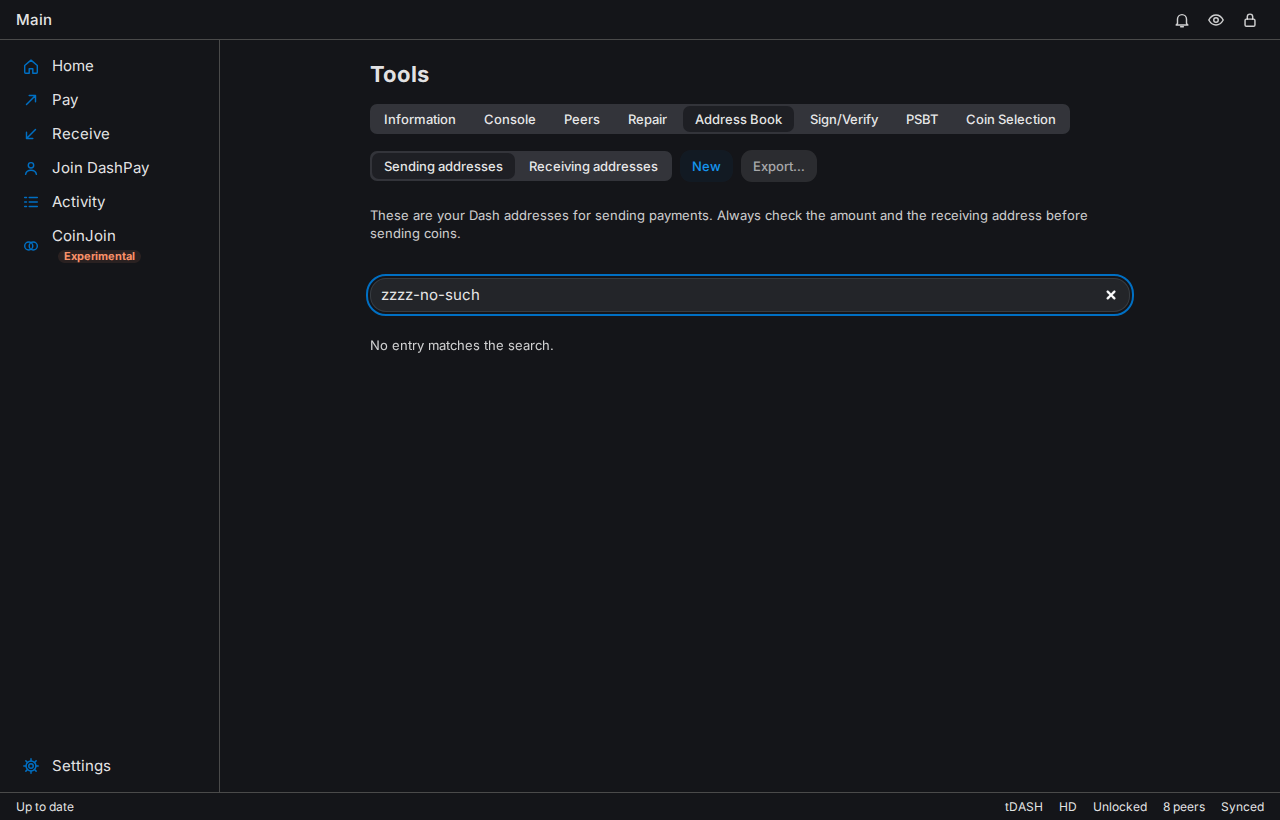 Main
Home
Pay
Receive
Join DashPay
Activity
CoinJoin
Experimental
Settings
Tools
Information Console Peers Repair Address Book Sign/Verify PSBT Coin Selection
Sending addresses Receiving addresses New Export...
These are your Dash addresses for sending payments. Always check the amount and the receiving address before
sending coins.
zzzz-no-such
No entry matches the search.
Up to date tDASH HD Unlocked 8 peers Synced